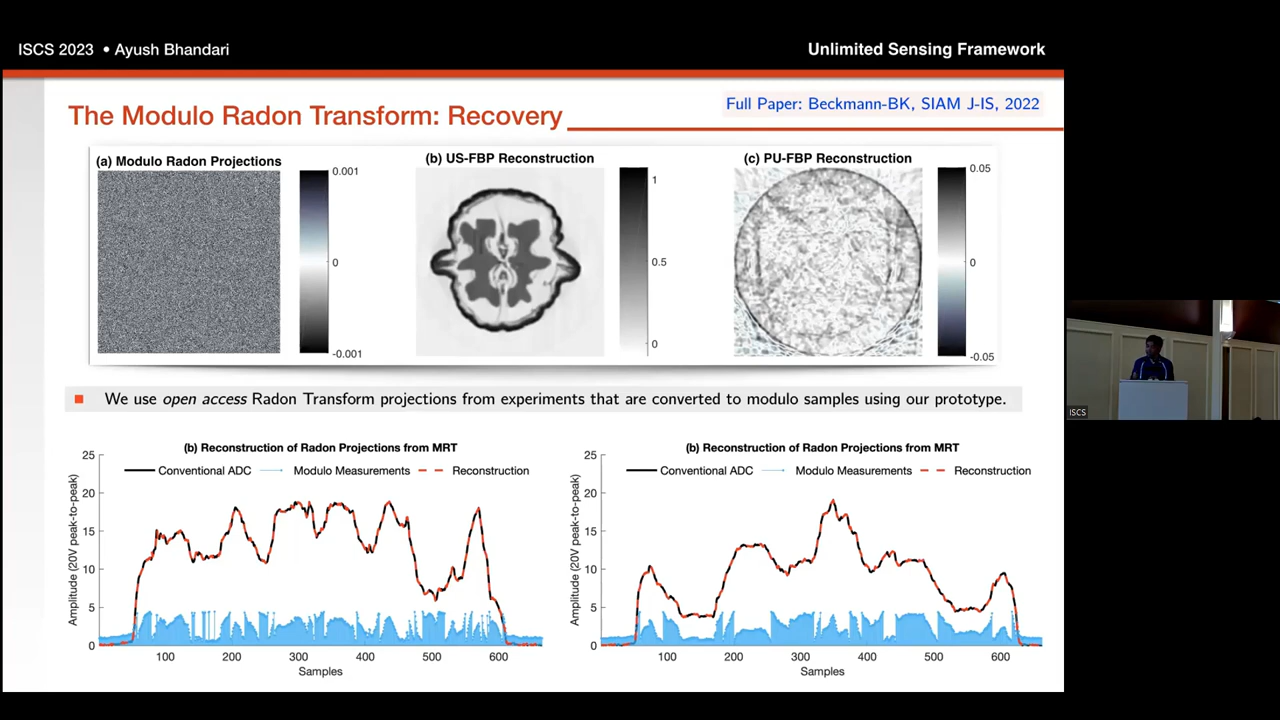 ISCS 2023 • Ayush Bhandari
Unlimited Sensing Framework
The Modulo Radon Transform: Recovery
Full Paper: Beckmann-BK, SIAM J-IS, 2022
(a) Modulo Radon Projections
0.001
0
-0.001
(b) US-FBP Reconstruction
1
0.5
0
(c) PU-FBP Reconstruction
0.05
0
-0.05
We use open access Radon Transform projections from experiments that are converted to modulo samples using our prototype.
(b) Reconstruction of Radon Projections from MRT
Conventional ADC Modulo Measurements Reconstruction
Amplitude (20V peak-to-peak)
25
20
15
10
5
0
100 200 300 400 500 600
Samples
(b) Reconstruction of Radon Projections from MRT
Conventional ADC Modulo Measurements Reconstruction
Amplitude (20V peak-to-peak)
25
20
15
10
5
0
100 200 300 400 500 600
Samples
ISCS